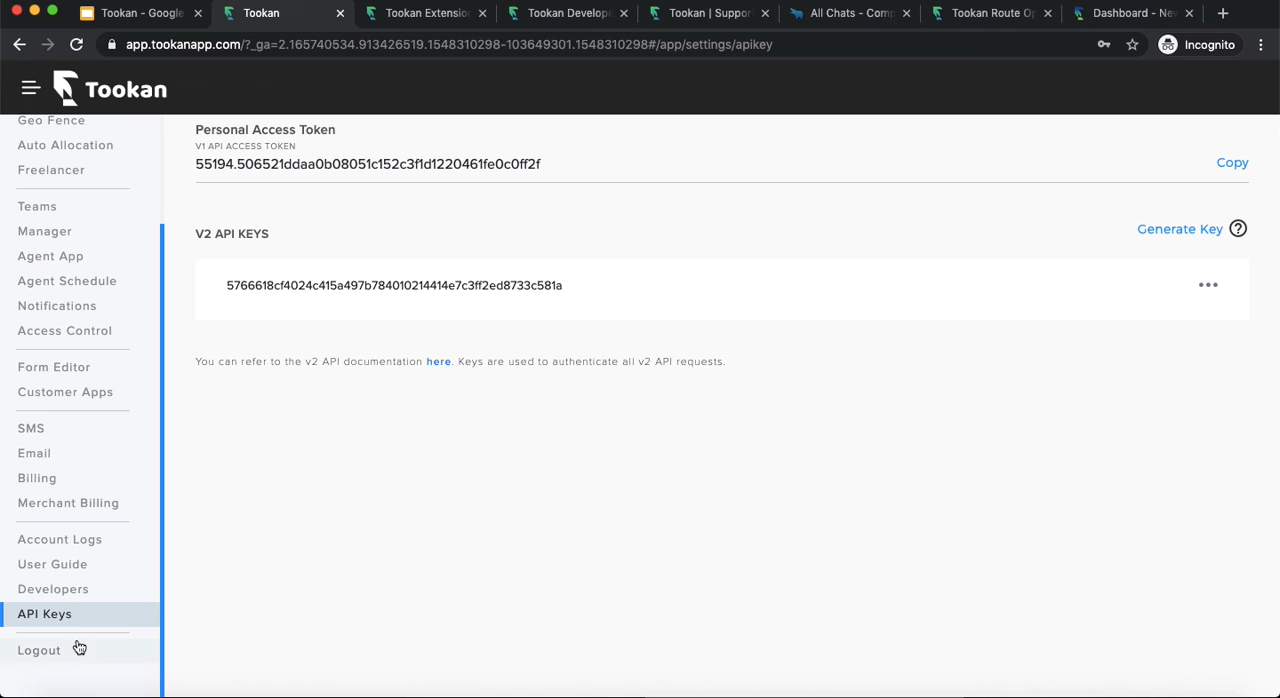 Tookan - Google
Tookan
Tookan Extension
Tookan Develope
Tookan | Suppor
All Chats - Comp
Tookan Route Op
Dashboard - New
app.tookanapp.com/?_ga=2.165740534.913426519.1548310298-103649301.1548310298#/app/settings/apikey
Incognito
Tookan
Geo Fence
Auto Allocation
Freelancer
Teams
Manager
Agent App
Agent Schedule
Notifications
Access Control
Form Editor
Customer Apps
SMS
Email
Billing
Merchant Billing
Account Logs
User Guide
Developers
API Keys
Logout
Personal Access Token
V1 API ACCESS TOKEN
55194.506521ddaa0b08051c152c3f1d1220461fe0c0ff2f
Copy
V2 API KEYS
Generate Key ?
5766618cf4024c415a497b784010214414e7c3ff2ed8733c581a
You can refer to the v2 API documentation here. Keys are used to authenticate all v2 API requests.